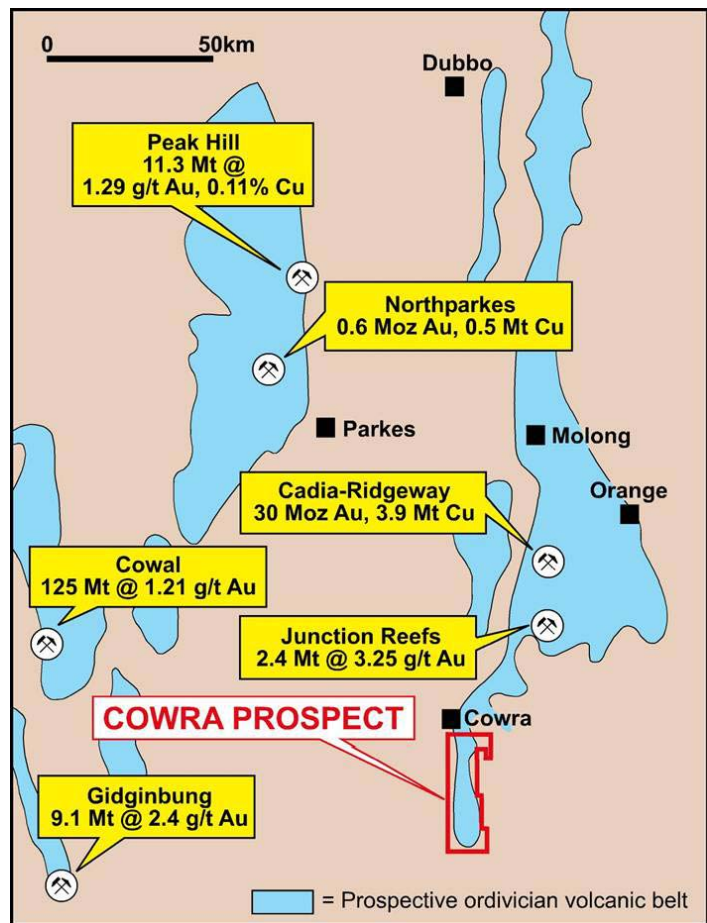 0 50km
Dubbo
Peak Hill
11.3 Mt @
1.29 g/t Au, 0.11% Cu
Northparkes
0.6 Moz Au, 0.5 Mt Cu
Parkes
Molong
Cadia-Ridgeway
30 Moz Au, 3.9 Mt Cu
Orange
Cowal
125 Mt @ 1.21 g/t Au
Junction Reefs
2.4 Mt @ 3.25 g/t Au
COWRA PROSPECT
Cowra
Gidginbung
9.1 Mt @ 2.4 g/t Au
= Prospective ordivician volcanic belt